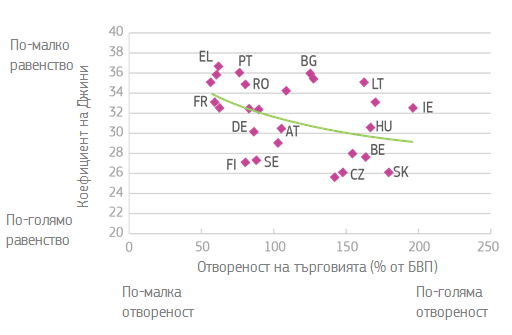 По-малко
равенство
Коефициент на Джини
По-голямо
равенство
40
38
36
34
32
30
28
26
24
22
20
EL
PT
BG
RO
LT
FR
IE
DE
AT
HU
FI
SE
BE
CZ
SK
0
50
100
150
200
250
Отвореност на търговията (% от БВП)
По-малка
отвореност
По-голяма
отвореност